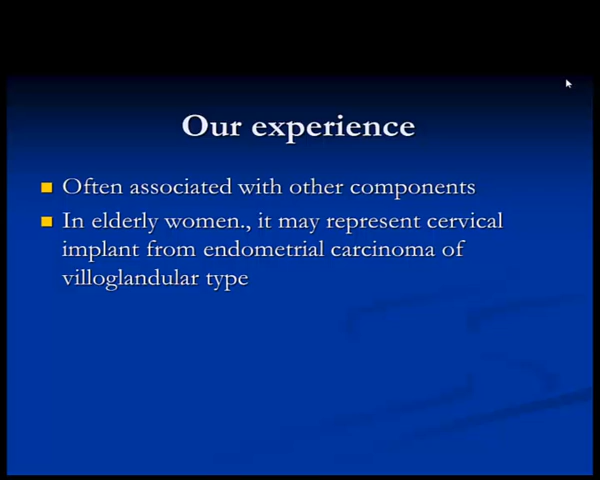 Our experience
Often associated with other components
In elderly women., it may represent cervical
implant from endometrial carcinoma of
villoglandular type